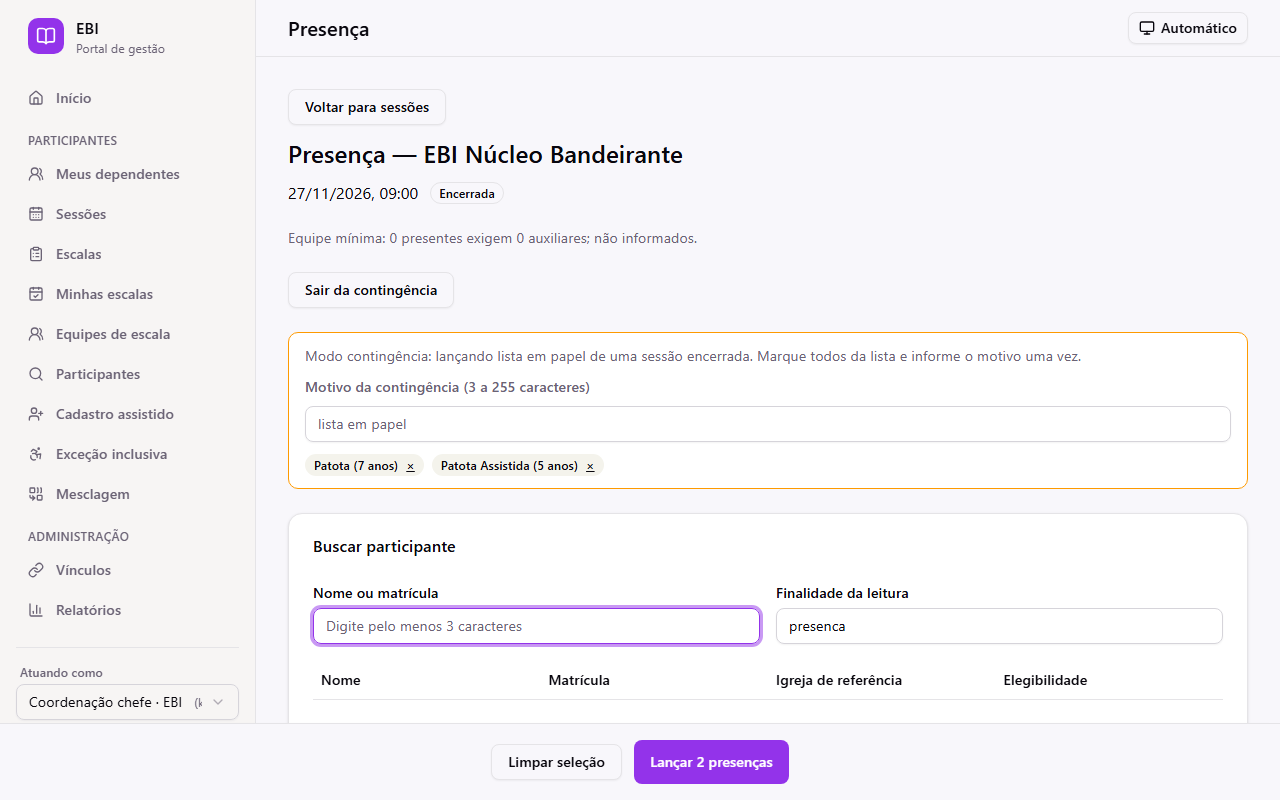 EBI
Portal de gestão
Início
PARTICIPANTES
Meus dependentes
Sessões
Escalas
Minhas escalas
Equipes de escala
Participantes
Cadastro assistido
Exceção inclusiva
Mesclagem
ADMINISTRAÇÃO
Vínculos
Relatórios
Atuando como
Coordenação chefe · EBI
Presença
Automático
Voltar para sessões
Presença — EBI Núcleo Bandeirante
27/11/2026, 09:00 Encerrada
Equipe mínima: 0 presentes exigem 0 auxiliares; não informados.
Sair da contingência
Modo contingência: lançando lista em papel de uma sessão encerrada. Marque todos da lista e informe o motivo uma vez.
Motivo da contingência (3 a 255 caracteres)
lista em papel
Patota (7 anos) × Patota Assistida (5 anos) ×
Buscar participante
Nome ou matrícula Finalidade da leitura
Digite pelo menos 3 caracteres presenca
Nome Matrícula Igreja de referência Elegibilidade
Limpar seleção Lançar 2 presenças